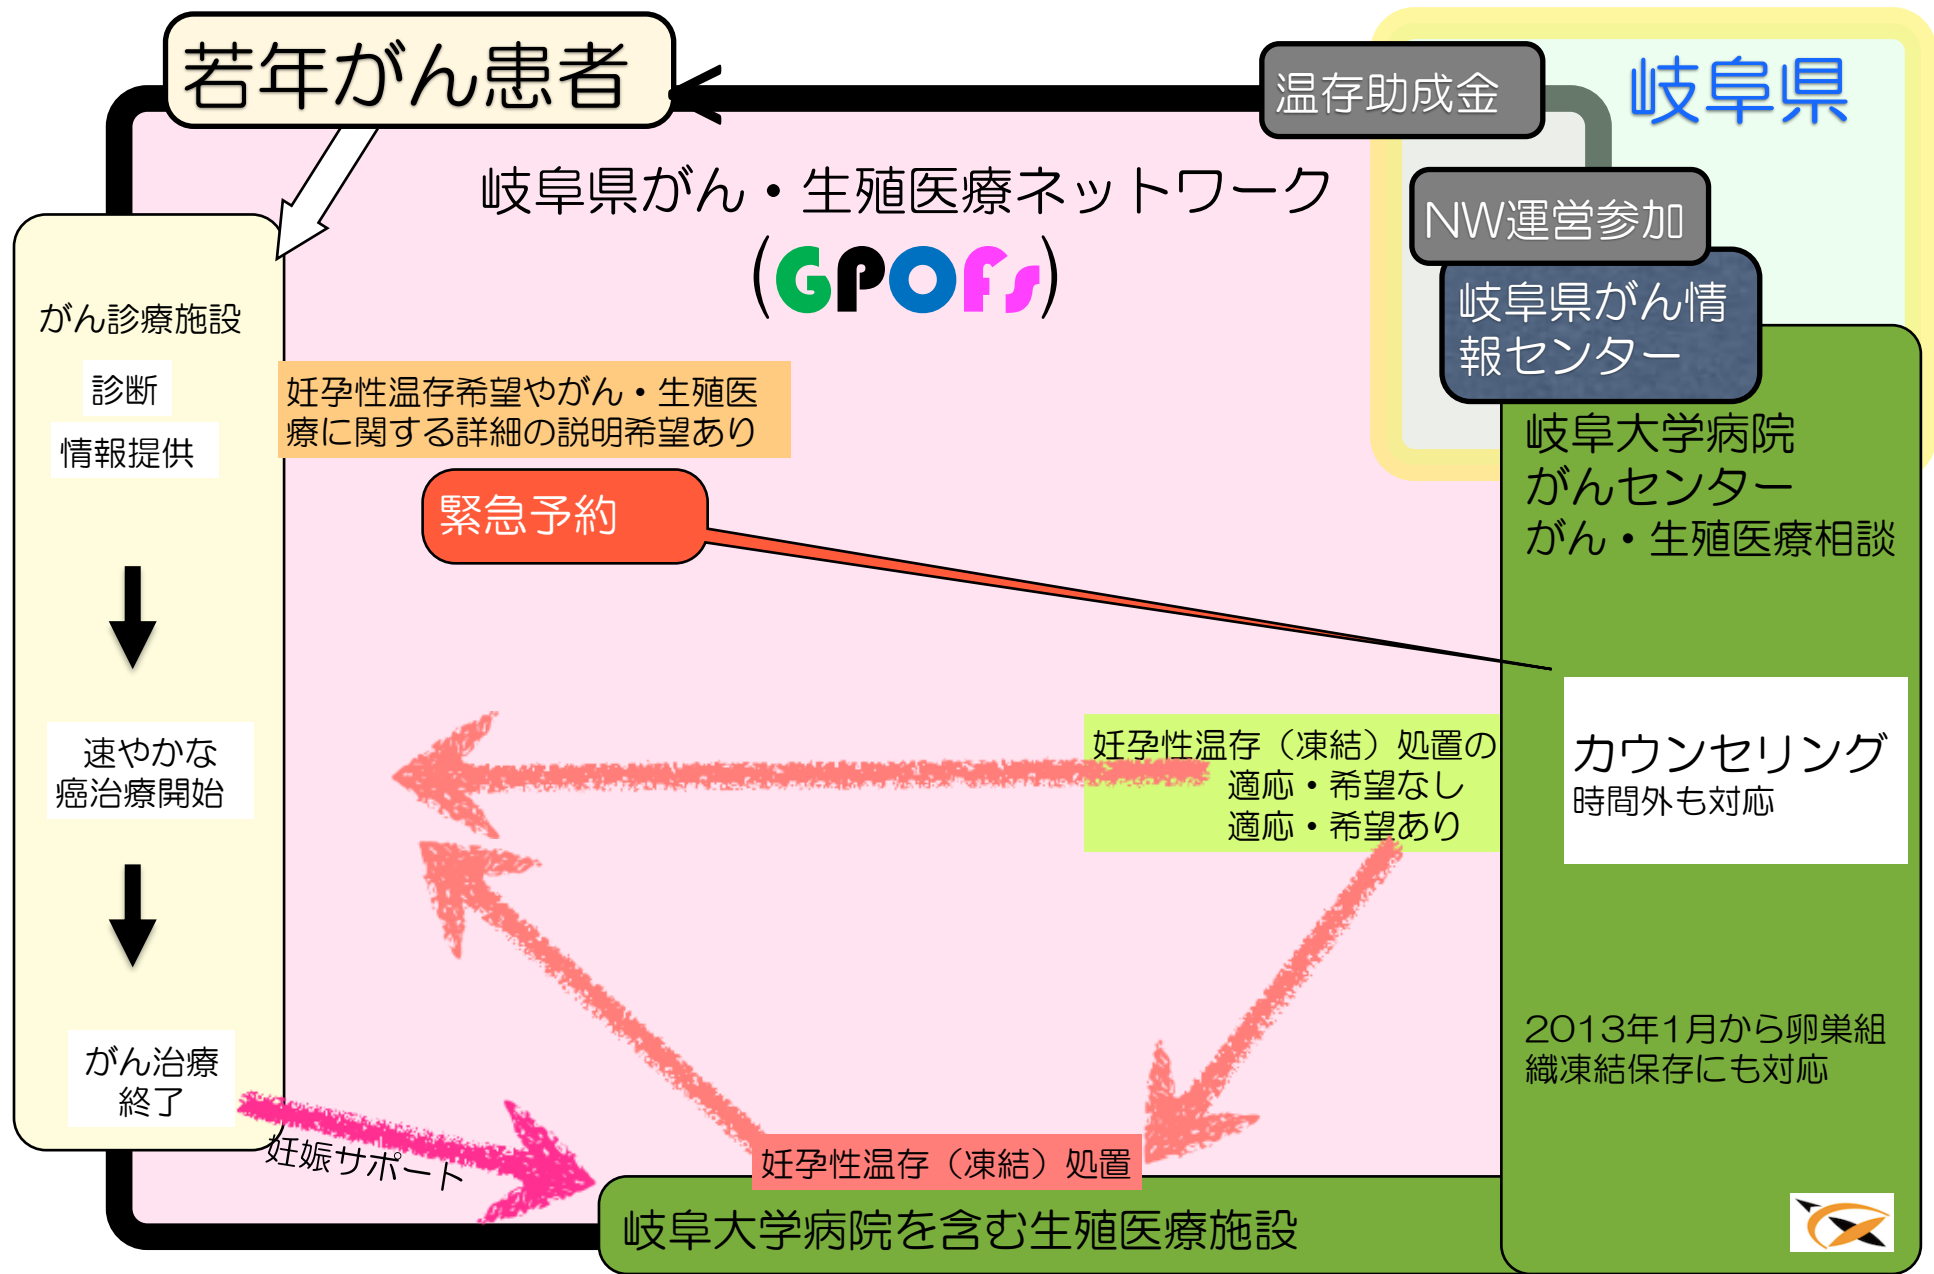 若年がん患者
温存助成金
岐阜県
岐阜県がん・生殖医療ネットワーク
(GPOFs)
NW運営参加
岐阜県がん情
報センター
がん診療施設
診断
情報提供
妊孕性温存希望やがん・生殖医
療に関する詳細の説明希望あり
緊急予約
岐阜大学病院
がんセンター
がん・生殖医療相談
速やかな
癌治療開始
妊孕性温存（凍結）処置の
適応・希望なし
適応・希望あり
カウンセリング
時間外も対応
2013年1月から卵巣組
織凍結保存にも対応
がん治療
終了
妊娠サポート
妊孕性温存（凍結）処置
岐阜大学病院を含む生殖医療施設